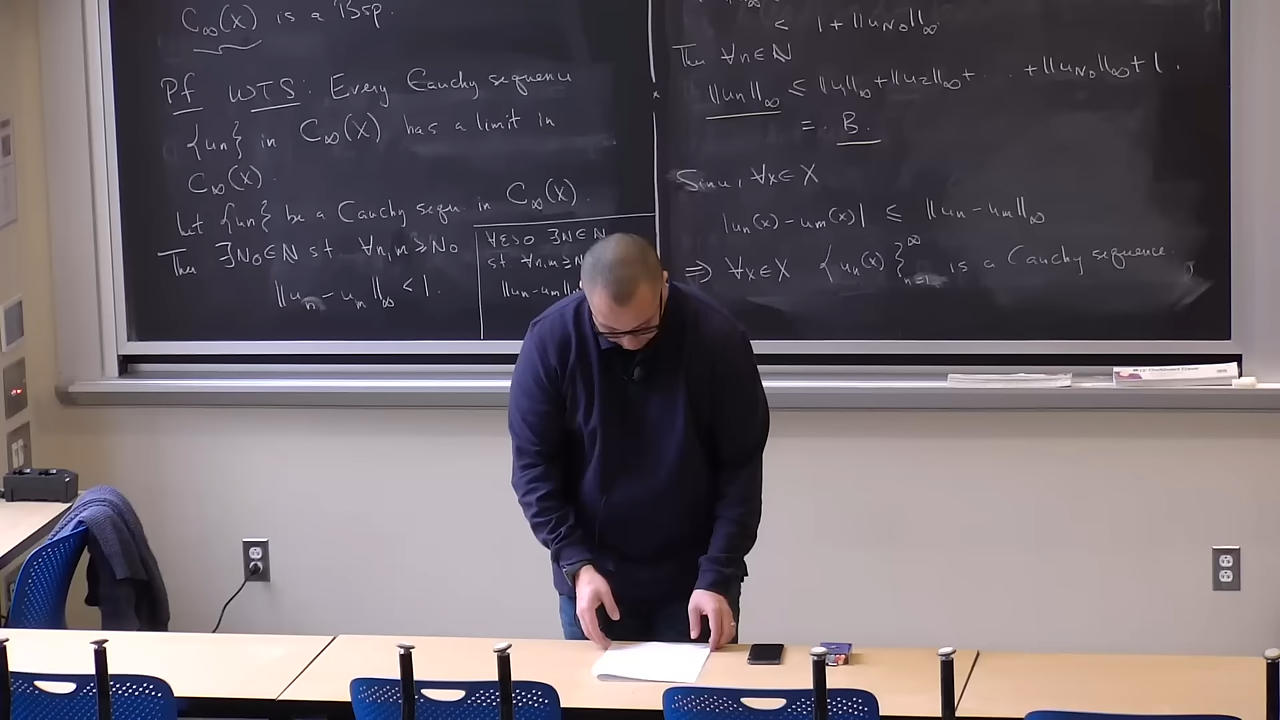 C∞(X) is a Bsp.
Pf WTS: Every Cauchy sequence
{un} in C∞(X) has a limit in
C∞(X).
Let {un} be a Cauchy sequ. in C∞(X).
Then ∃N₀∈ℕ st. ∀n,m ≥ N₀
‖un − um‖∞ < 1.
∀ε>0 ∃N∈ℕ
st. ∀n,m≥N
‖un−um‖
< 1 + ‖uN₀‖∞
Then ∀n∈ℕ
‖un‖∞ ≤ ‖u₁‖∞ + ‖u₂‖∞ + ... + ‖uN₀‖∞ + 1.
=: B.
Since, ∀x∈X
|un(x) − um(x)| ≤ ‖un − um‖∞
⇒ ∀x∈X {un(x)}∞n=1 is a Cauchy sequence.